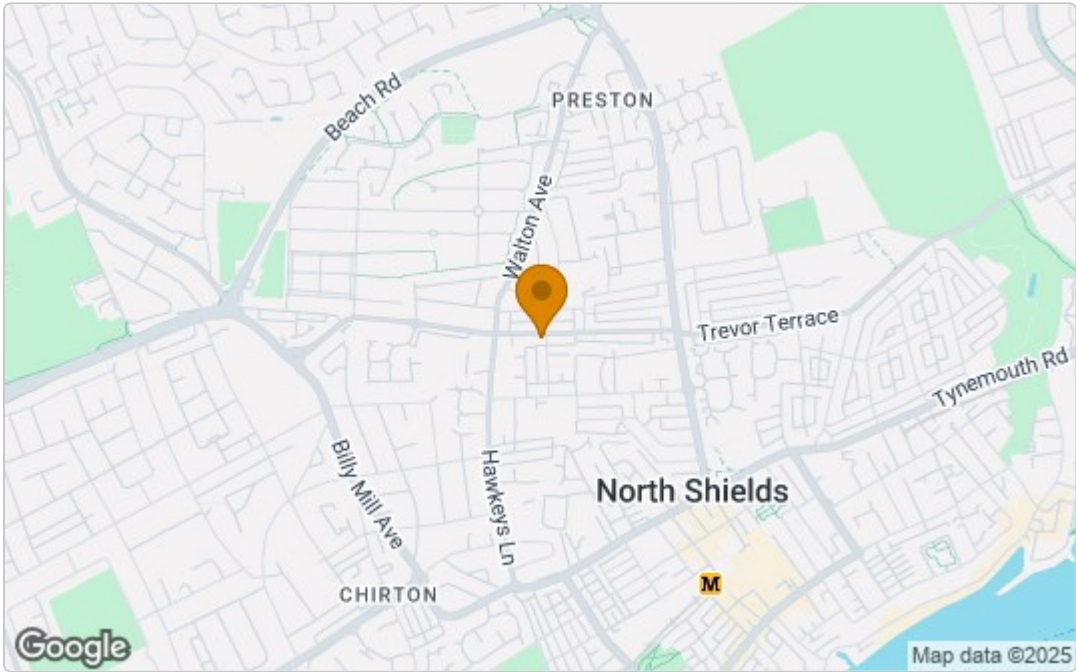 PRESTON
Beach Rd
Walton Ave
Trevor Terrace
Tynemouth Rd
Billy Mill Ave
Hawkeys Ln
North Shields
CHIRTON
M
Google
Map data ©2025